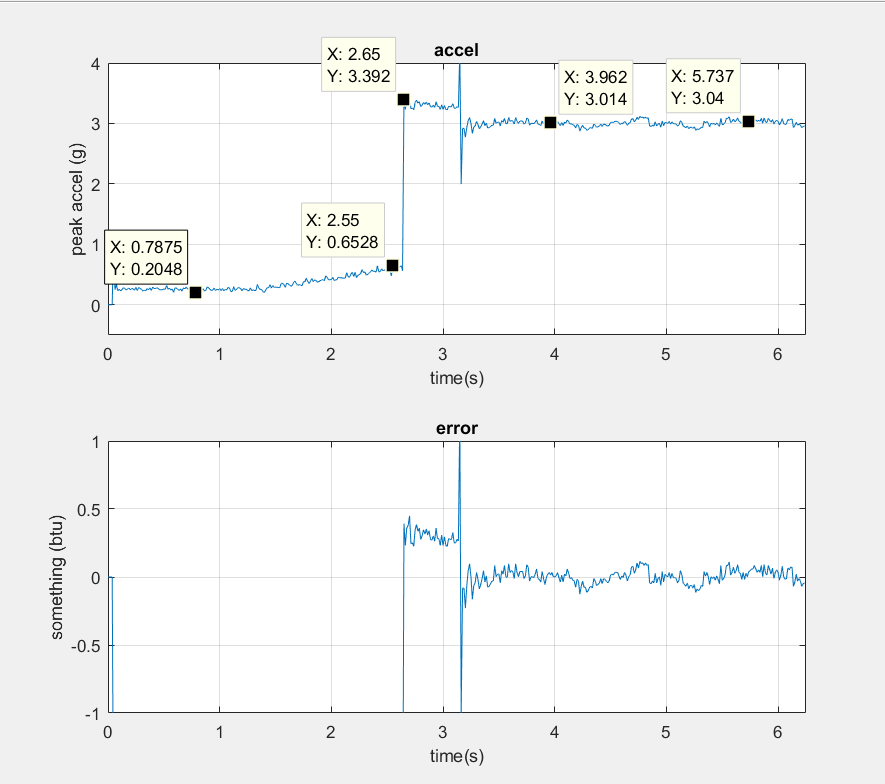 accel
X: 2.65
Y: 3.392
X: 3.962
Y: 3.014
X: 5.737
Y: 3.04
X: 2.55
Y: 0.6528
X: 0.7875
Y: 0.2048
peak accel (g)
4
3
2
1
0
0 1 2 3 4 5 6
time(s)
error
something (btu)
1
0.5
0
-0.5
-1
0 1 2 3 4 5 6
time(s)